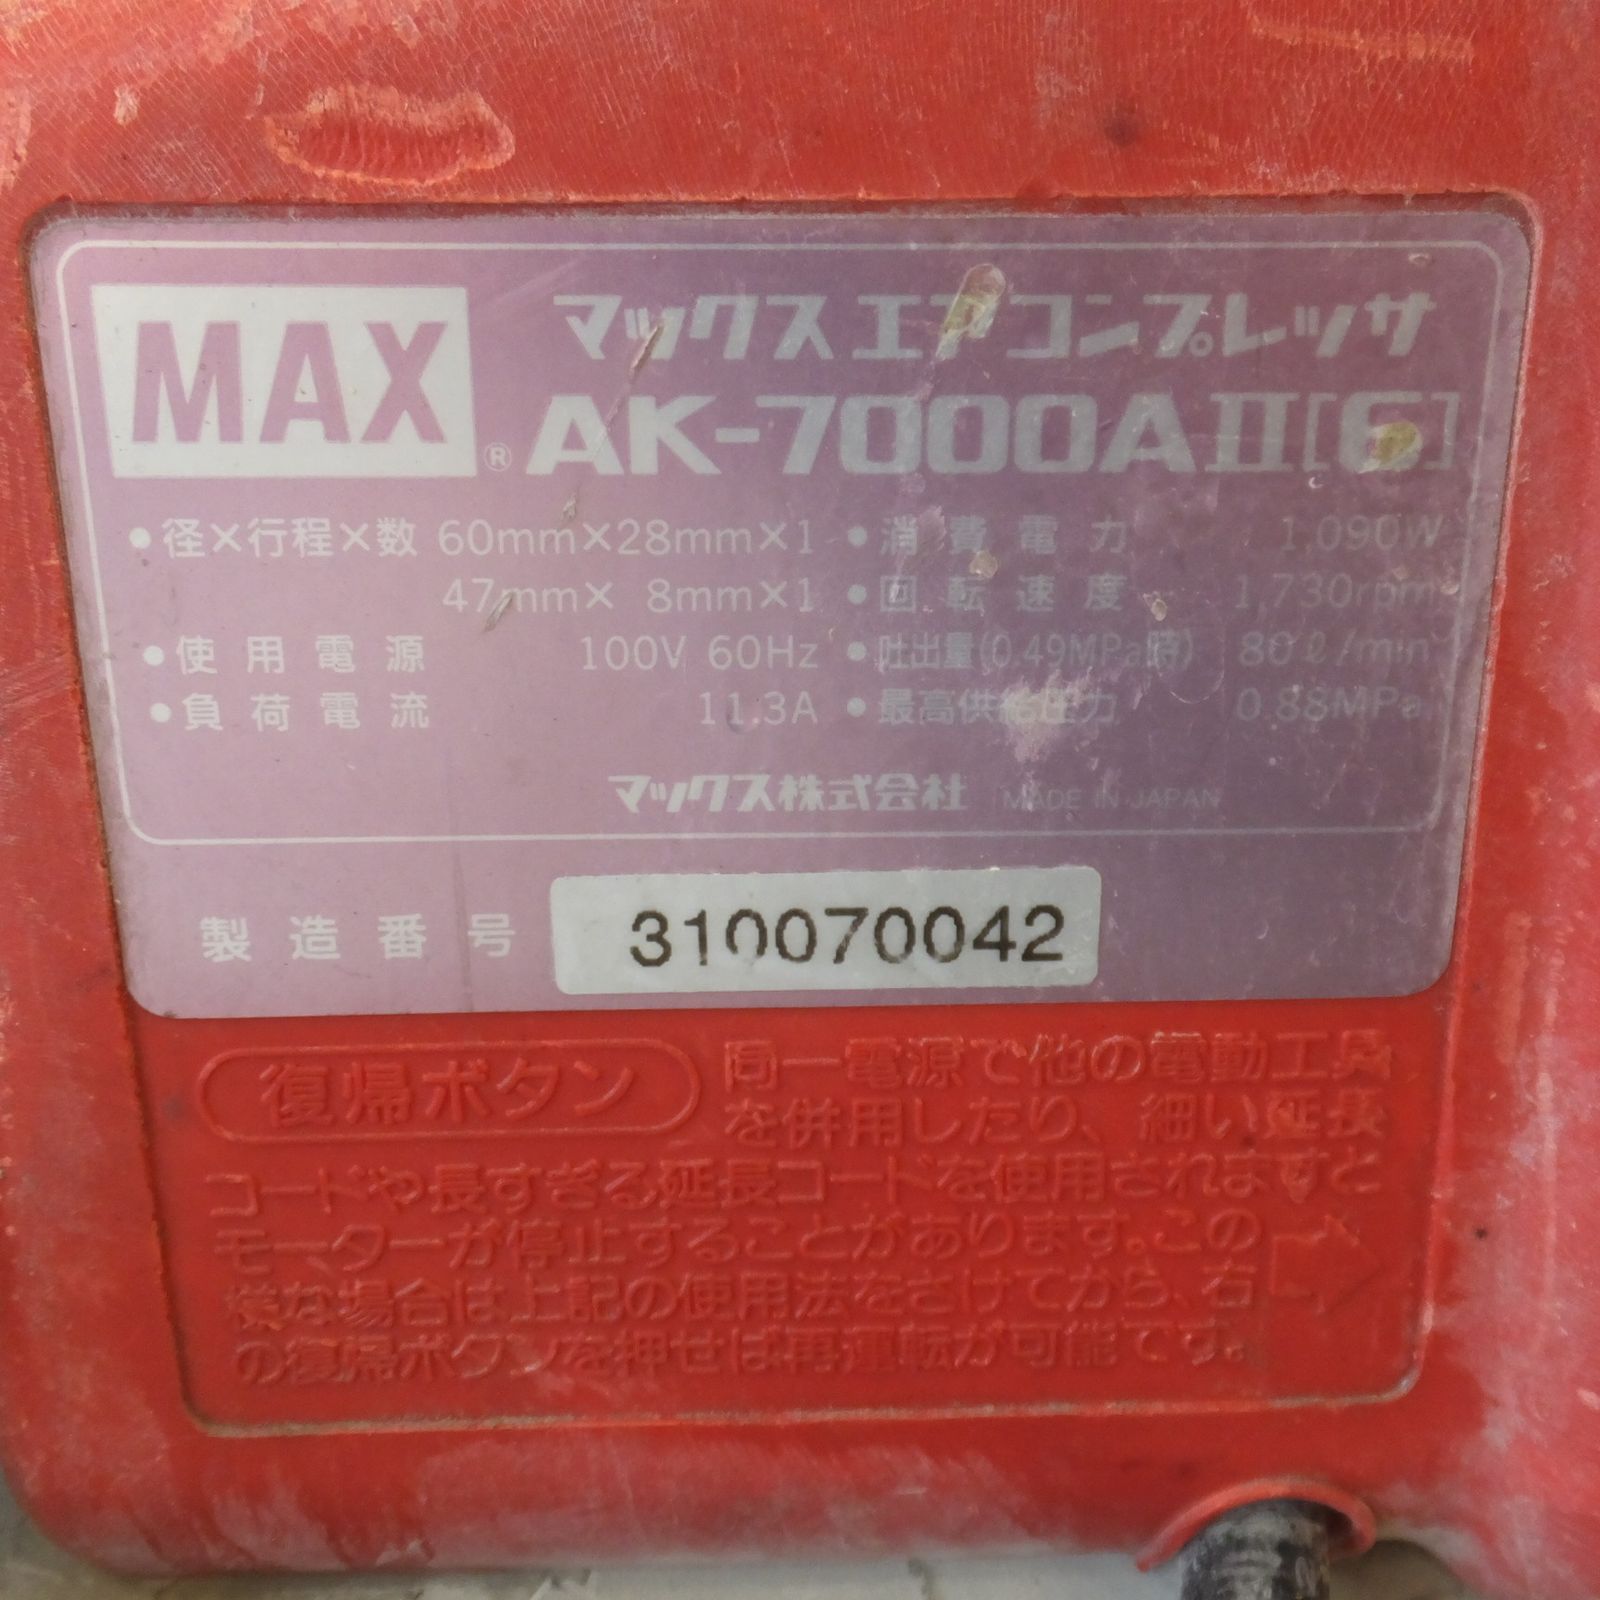 MAX ®
マックスエアコンプレッサ
AK-7000AⅡ[6]
•径×行程×数 60mm×28mm×1
47mm× 8mm×1
•使用電源 100V 60Hz
•負荷電流 11.3A
•消費電力 1,090W
•回転速度 1,730rpm
•吐出量(0.49MPa時) 80ℓ/min
•最高供給圧力 0.88MPa
マックス株式会社 MADE IN JAPAN
製造番号 310070042
復帰ボタン
同一電源で他の電動工具
を併用したり、細い延長
コードや長すぎる延長コードを使用されますと
モーターが停止することがあります。この
様な場合は上記の使用法をさけてから、右
の復帰ボタンを押せば再運転が可能です。